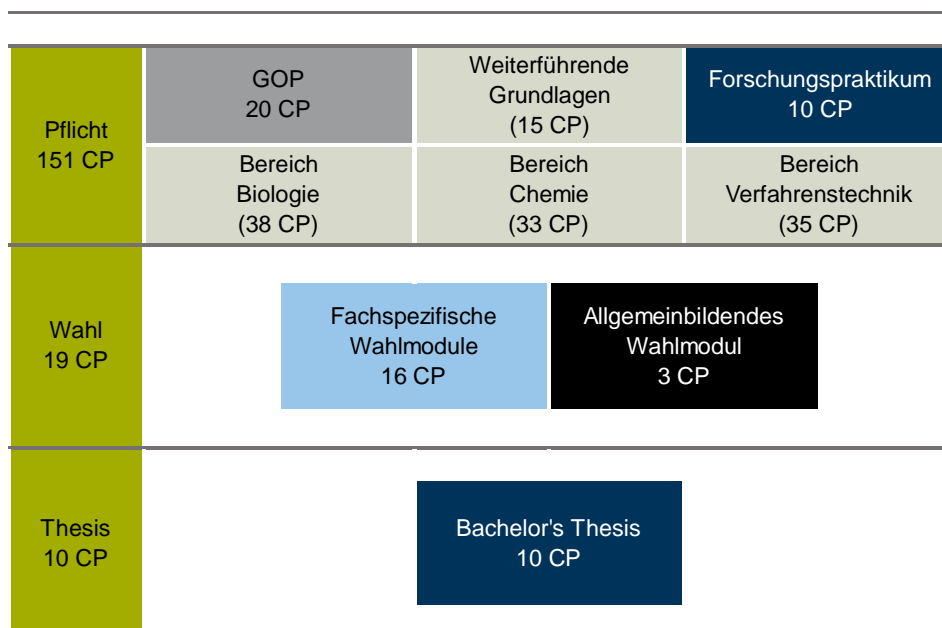 Pflicht
151 CP
GOP
20 CP
Weiterführende
Grundlagen
(15 CP)
Forschungspraktikum
10 CP
Bereich
Biologie
(38 CP)
Bereich
Chemie
(33 CP)
Bereich
Verfahrenstechnik
(35 CP)
Wahl
19 CP
Fachspezifische
Wahlmodule
16 CP
Allgemeinbildendes
Wahlmodul
3 CP
Thesis
10 CP
Bachelor's Thesis
10 CP